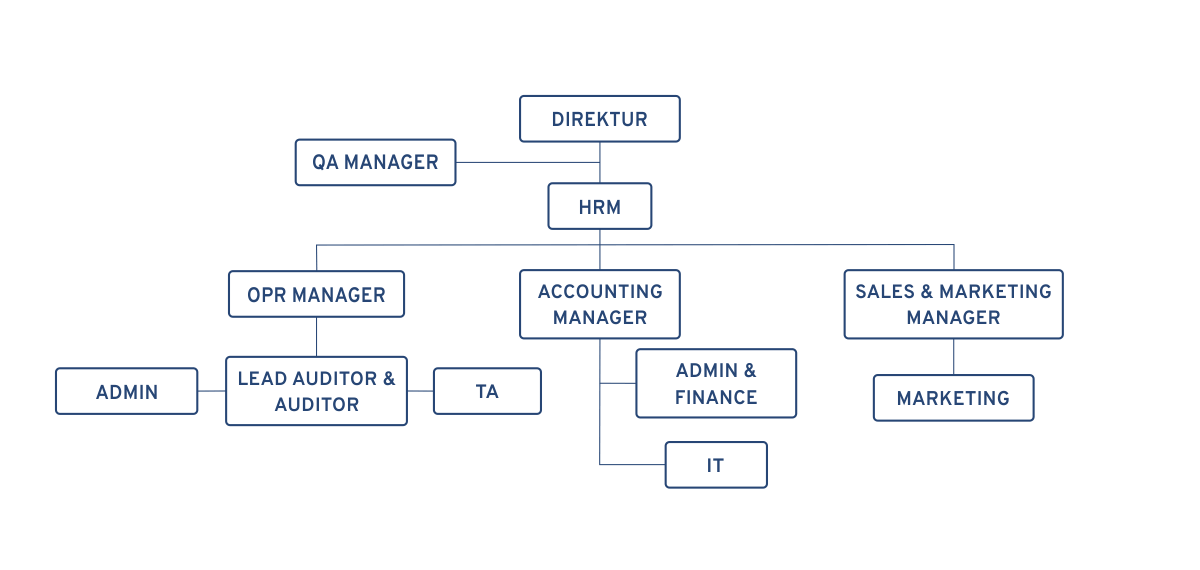 DIREKTUR
QA MANAGER
HRM
OPR MANAGER
ACCOUNTING
MANAGER
SALES & MARKETING
MANAGER
ADMIN
LEAD AUDITOR &
AUDITOR
TA
ADMIN &
FINANCE
MARKETING
IT